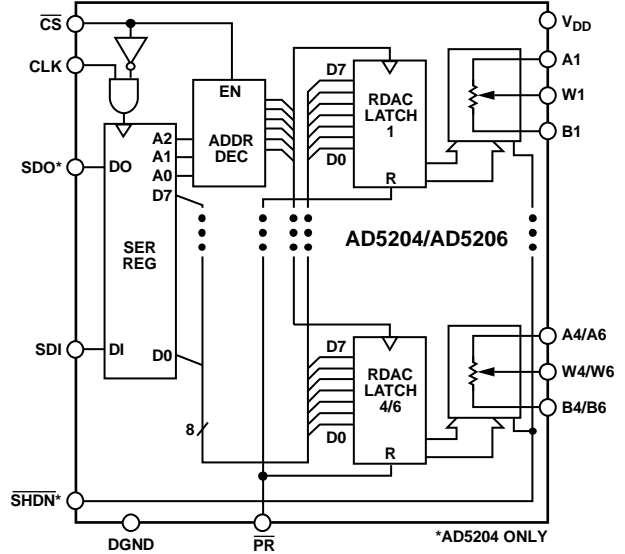 CS
VDD
CLK
A1
D7
EN
RDAC
LATCH
1
W1
A2
ADDR
DEC
B1
A1
SDO*
DO
A0
D0
R
D7
AD5204/AD5206
SER
REG
A4/A6
D7
SDI
DI
D0
RDAC
LATCH
4/6
W4/W6
8
D0
B4/B6
R
SHDN*
DGND
PR
*AD5204 ONLY